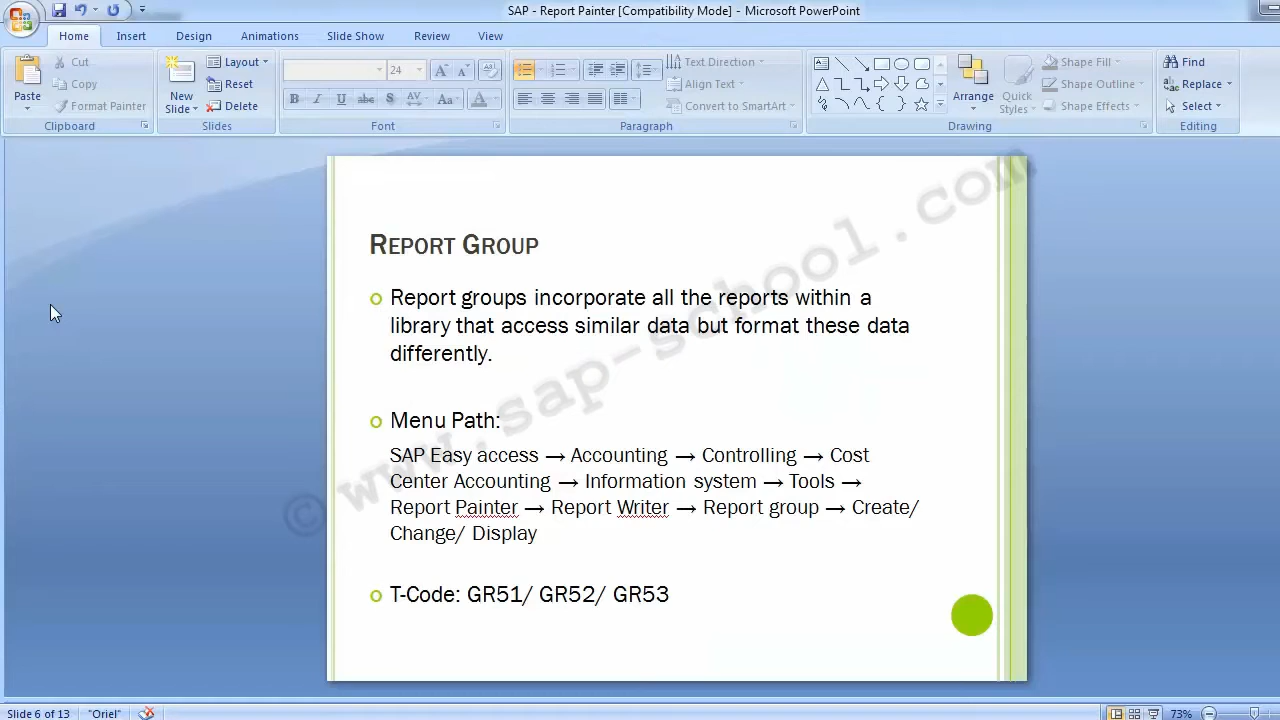 SAP - Report Painter [Compatibility Mode] - Microsoft PowerPoint
Home Insert Design Animations Slide Show Review View
Paste Cut Copy Format Painter Clipboard
New Slide Layout Reset Delete Slides
24
B I U abc S AV Aa A Font
Text Direction Align Text Convert to SmartArt Paragraph
Arrange Quick Styles Shape Fill Shape Outline Shape Effects Drawing
Find Replace Select Editing
REPORT GROUP
Report groups incorporate all the reports within a
library that access similar data but format these data
differently.
Menu Path:
SAP Easy access → Accounting → Controlling → Cost
Center Accounting → Information system → Tools →
Report Painter → Report Writer → Report group → Create/
Change/ Display
T-Code: GR51/ GR52/ GR53
© www.sap-school.com
Slide 6 of 13 "Oriel" 73%